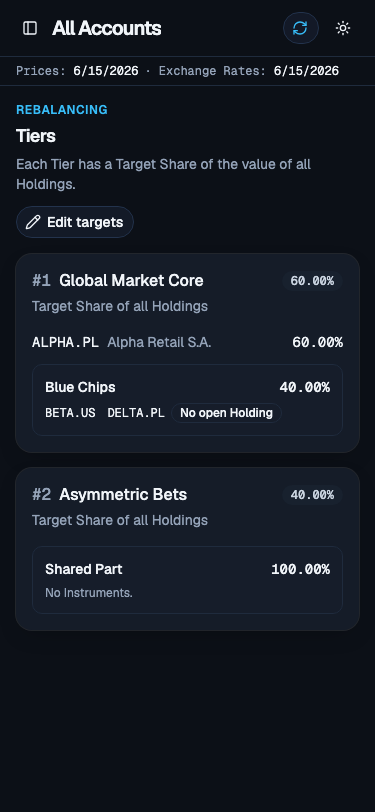 All Accounts
Prices: 6/15/2026 · Exchange Rates: 6/15/2026
REBALANCING
Tiers
Each Tier has a Target Share of the value of all
Holdings.
Edit targets
#1 Global Market Core 60.00%
Target Share of all Holdings
ALPHA.PL Alpha Retail S.A. 60.00%
Blue Chips 40.00%
BETA.US DELTA.PL No open Holding
#2 Asymmetric Bets 40.00%
Target Share of all Holdings
Shared Part 100.00%
No Instruments.